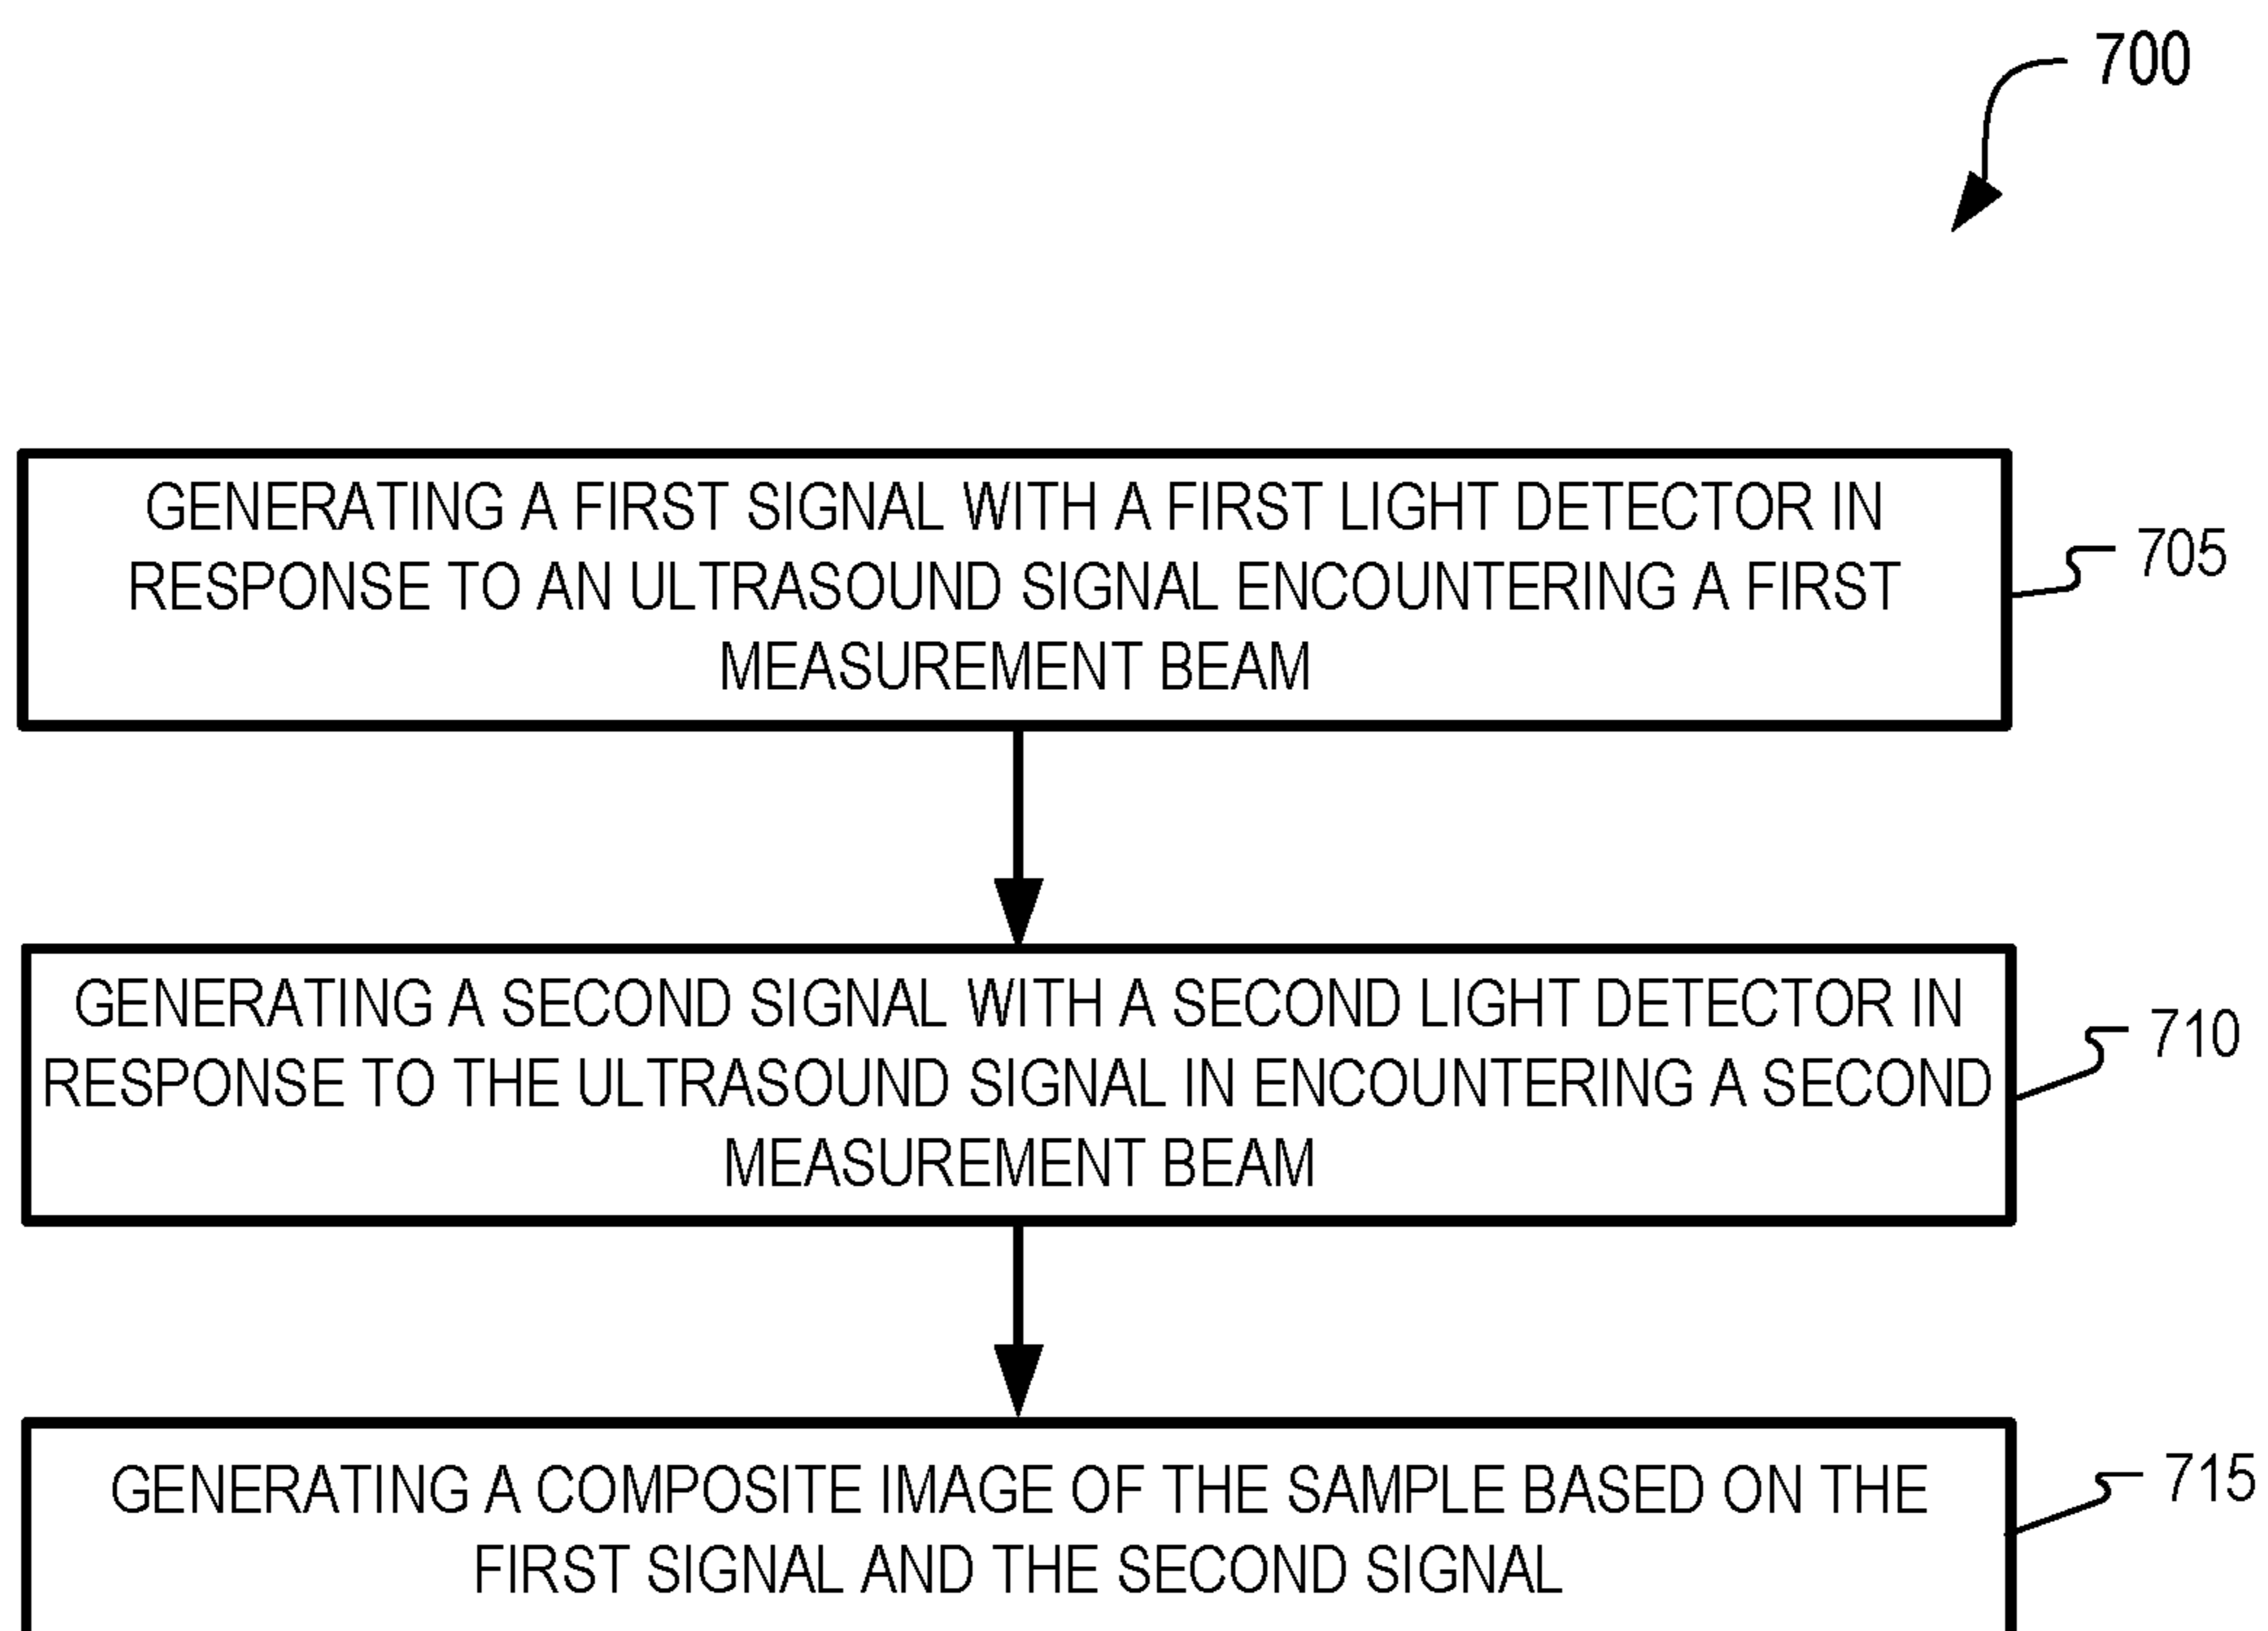 700
GENERATING A FIRST SIGNAL WITH A FIRST LIGHT DETECTOR IN
RESPONSE TO AN ULTRASOUND SIGNAL ENCOUNTERING A FIRST
MEASUREMENT BEAM
705
GENERATING A SECOND SIGNAL WITH A SECOND LIGHT DETECTOR IN
RESPONSE TO THE ULTRASOUND SIGNAL IN ENCOUNTERING A SECOND
MEASUREMENT BEAM
710
GENERATING A COMPOSITE IMAGE OF THE SAMPLE BASED ON THE
FIRST SIGNAL AND THE SECOND SIGNAL
715